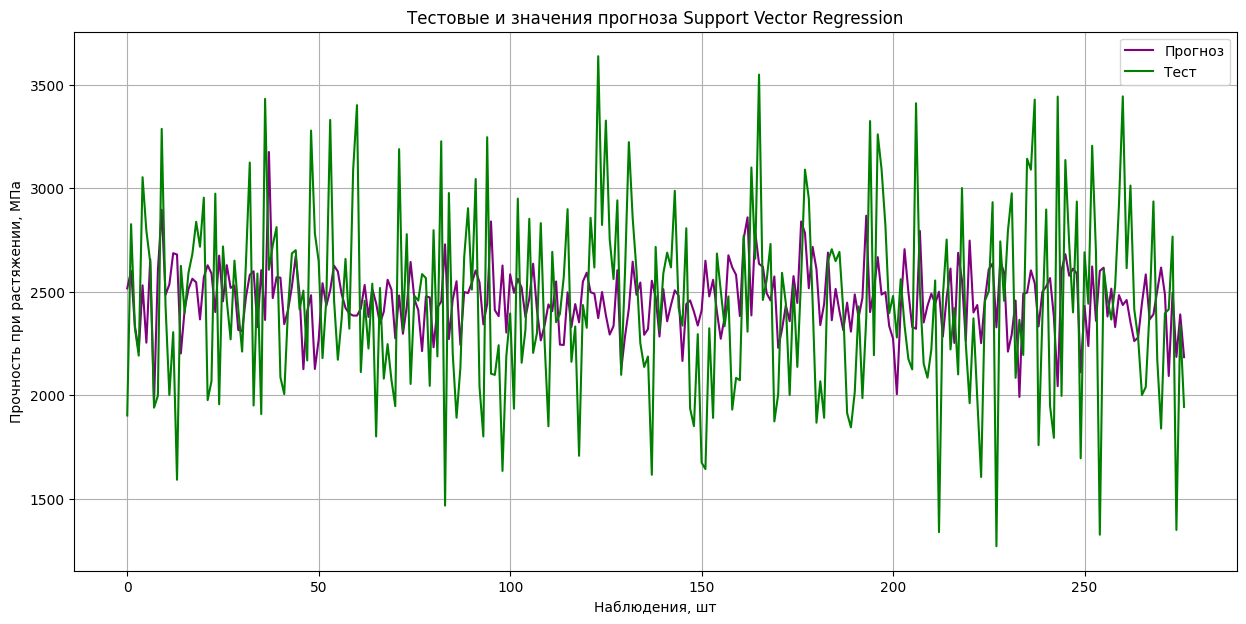 Тестовые и значения прогноза Support Vector Regression
Прогноз
Тест
Прочность при растяжении, МПа
3500
3000
2500
2000
1500
0
50
100
150
200
250
Наблюдения, шт